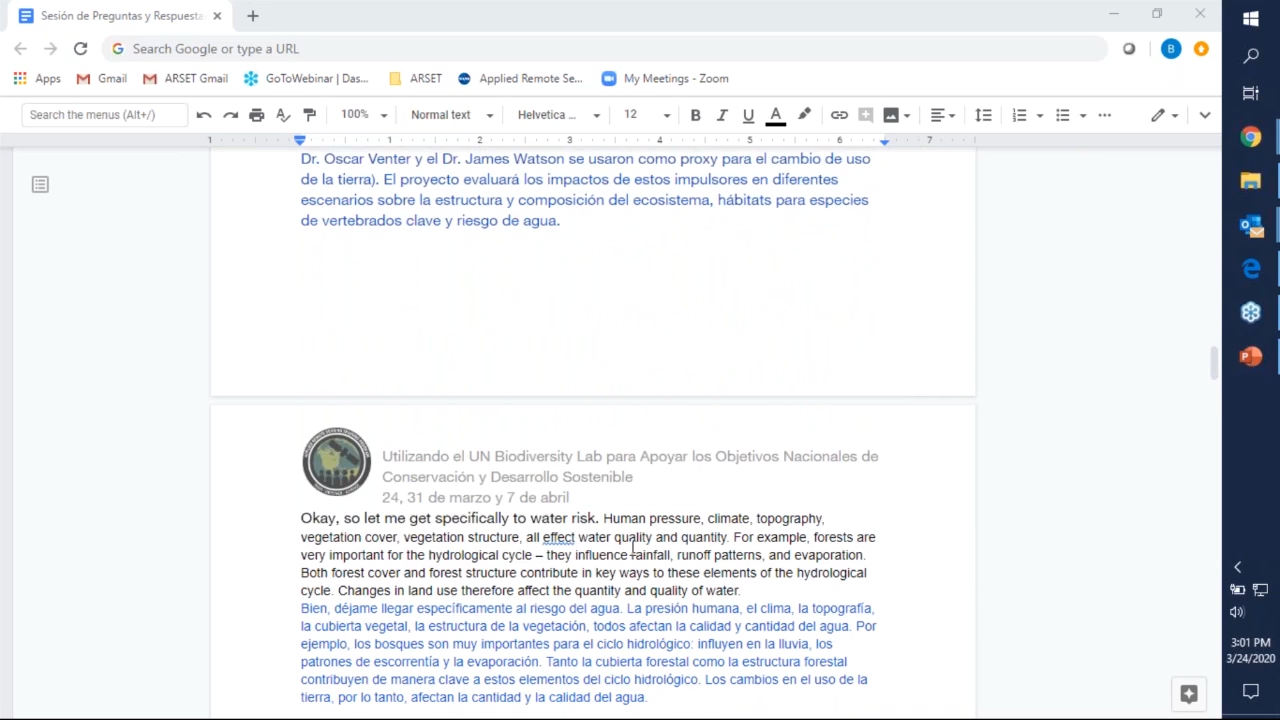 Sesión de Preguntas y Respuesta
Search Google or type a URL
B
Apps
Gmail
ARSET Gmail
GoToWebinar | Das...
ARSET
Applied Remote Se...
My Meetings - Zoom
Search the menus (Alt+/)
100%
Normal text
Helvetica ...
12
B
I
U
A
1 1 2 3 4 5 6 7
Dr. Oscar Venter y el Dr. James Watson se usaron como proxy para el cambio de uso
de la tierra). El proyecto evaluará los impactos de estos impulsores en diferentes
escenarios sobre la estructura y composición del ecosistema, hábitats para especies
de vertebrados clave y riesgo de agua.
Utilizando el UN Biodiversity Lab para Apoyar los Objetivos Nacionales de
Conservación y Desarrollo Sostenible
24, 31 de marzo y 7 de abril
Okay, so let me get specifically to water risk. Human pressure, climate, topography,
vegetation cover, vegetation structure, all effect water quality and quantity. For example, forests are
very important for the hydrological cycle – they influence rainfall, runoff patterns, and evaporation.
Both forest cover and forest structure contribute in key ways to these elements of the hydrological
cycle. Changes in land use therefore affect the quantity and quality of water.
Bien, déjame llegar específicamente al riesgo del agua. La presión humana, el clima, la topografía,
la cubierta vegetal, la estructura de la vegetación, todos afectan la calidad y cantidad del agua. Por
ejemplo, los bosques son muy importantes para el ciclo hidrológico: influyen en la lluvia, los
patrones de escorrentía y la evaporación. Tanto la cubierta forestal como la estructura forestal
contribuyen de manera clave a estos elementos del ciclo hidrológico. Los cambios en el uso de la
tierra, por lo tanto, afectan la cantidad y la calidad del agua.
3:01 PM
3/24/2020